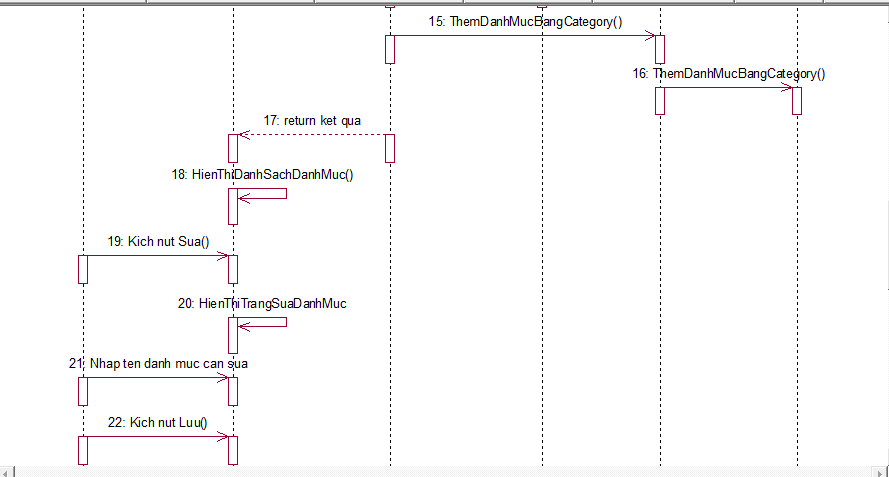 15: ThemDanhMucBangCategory()
16: ThemDanhMucBangCategory()
17: return ket qua
18: HienThiDanhSachDanhMuc()
19: Kich nut Sua()
20: HienThiTrangSuaDanhMuc
21: Nhap ten danh muc can sua
22: Kich nut Luu()